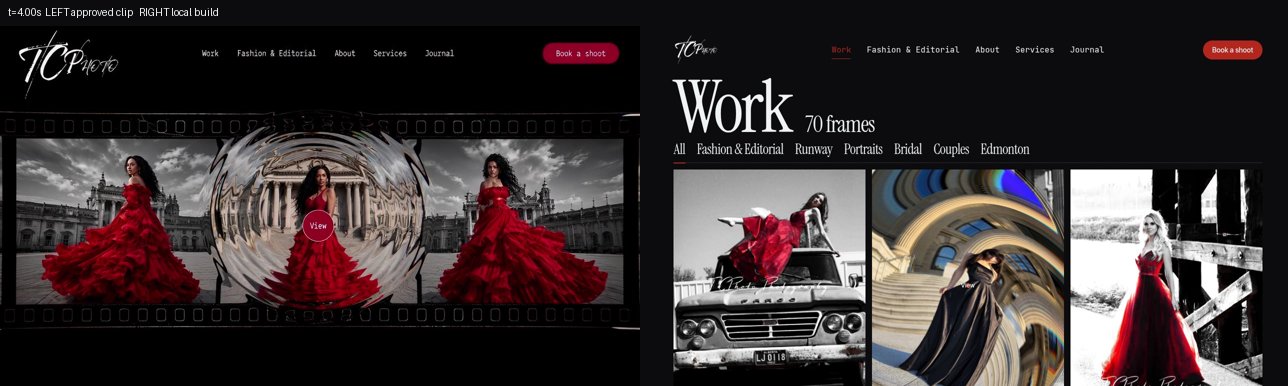 t=4.00s LEFT approved clip RIGHT local build
TCPHOTO
Work Fashion & Editorial About Services Journal
Book a shoot
View
TCPHOTO
Work Fashion & Editorial About Services Journal
Book a shoot
Work 70 frames
All Fashion & Editorial Runway Portraits Bridal Couples Edmonton